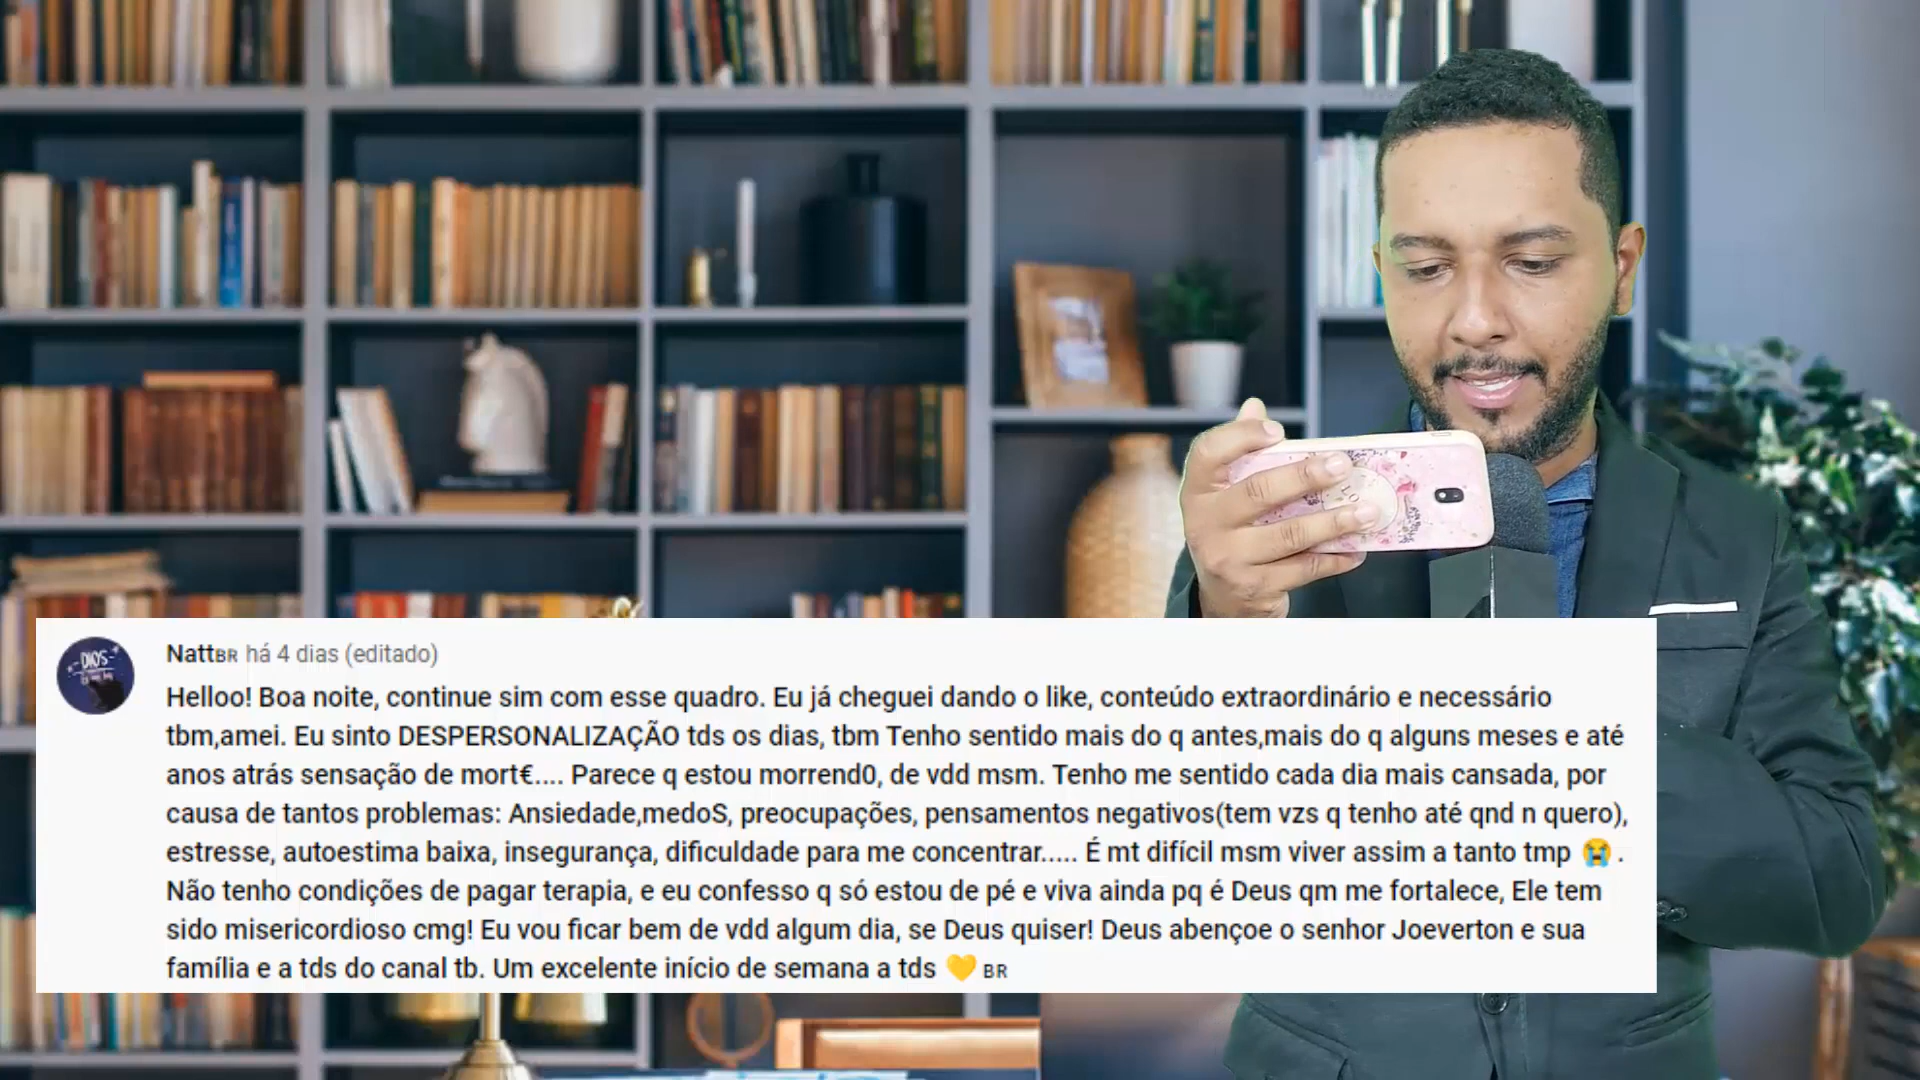 NattBR há 4 dias (editado)
Helloo! Boa noite, continue sim com esse quadro. Eu já cheguei dando o like, conteúdo extraordinário e necessário
tbm,amei. Eu sinto DESPERSONALIZAÇÃO tds os dias, tbm Tenho sentido mais do q antes,mais do q alguns meses e até
anos atrás sensação de mort€.... Parece q estou morrend0, de vdd msm. Tenho me sentido cada dia mais cansada, por
causa de tantos problemas: Ansiedade,medoS, preocupações, pensamentos negativos(tem vzs q tenho até qnd n quero),
estresse, autoestima baixa, insegurança, dificuldade para me concentrar..... É mt difícil msm viver assim a tanto tmp 😭 .
Não tenho condições de pagar terapia, e eu confesso q só estou de pé e viva ainda pq é Deus qm me fortalece, Ele tem
sido misericordioso cmg! Eu vou ficar bem de vdd algum dia, se Deus quiser! Deus abençoe o senhor Joeverton e sua
família e a tds do canal tb. Um excelente início de semana a tds 💛 BR
DIOS